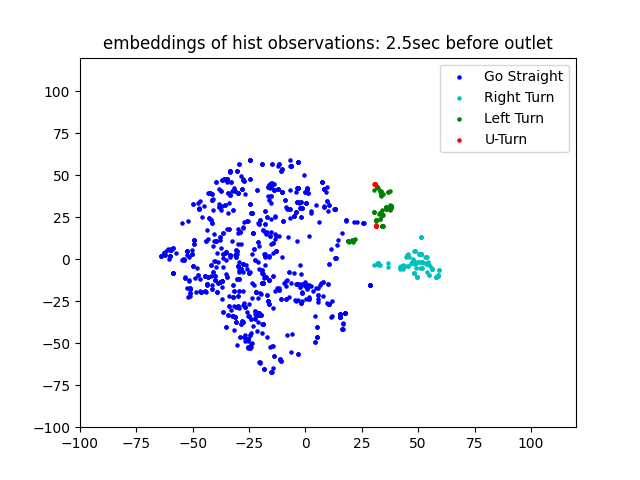 embeddings of hist observations: 2.5sec before outlet
Go Straight
Right Turn
Left Turn
U-Turn
100
75
50
25
0
−25
−50
−75
−100
−100 −75 −50 −25 0 25 50 75 100